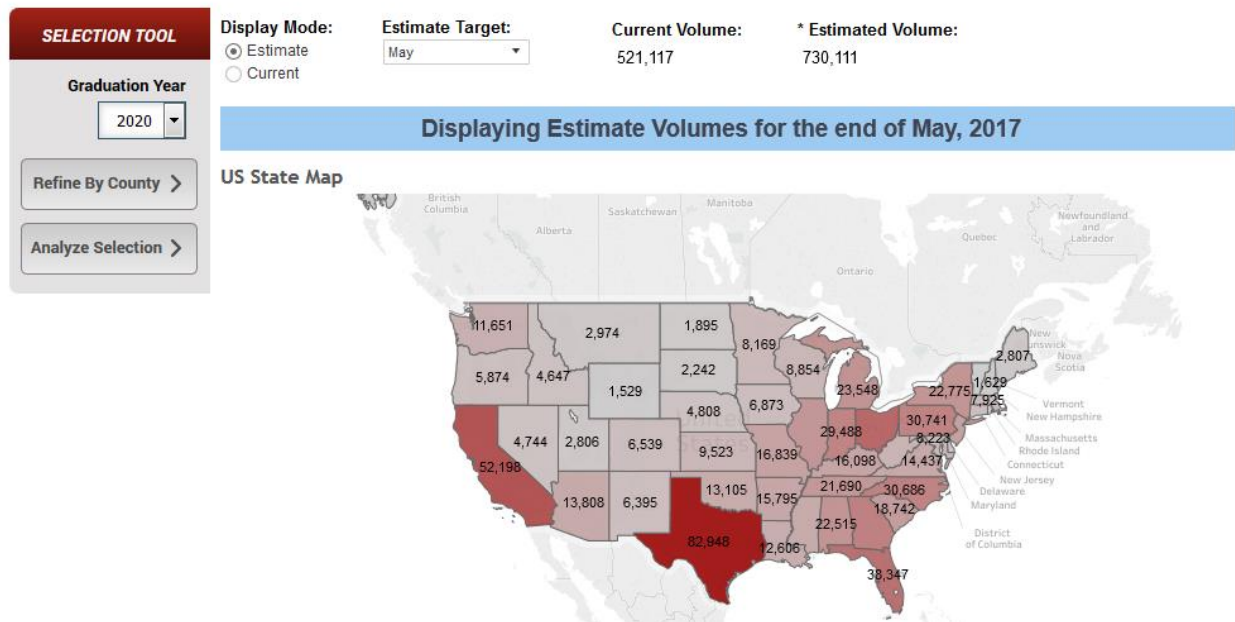 SELECTION TOOL
Graduation Year
2020
Refine By County
Analyze Selection
Display Mode:
Estimate
Current
Estimate Target:
May
Current Volume:
521,117
* Estimated Volume:
730,111
Displaying Estimate Volumes for the end of May, 2017
US State Map
British
Columbia
Alberta
Saskatchewan
Manitoba
Ontario
Quebec
Newfoundland
and
Labrador
New
Nova
Scotia
11,651
2,974
1,895
8,169
2,807
5,874
4,647
2,242
8,854
23,548
22,775
1,629
7,925
1,529
6,873
4,808
30,741
Vermont
New Hampshire
4,744
2,806
6,539
United
States
29,488
8,223
Massachusetts
Rhode Island
52,198
9,523
16,839
16,098
14,437
Connecticut
New Jersey
13,808
6,395
13,105
15,795
21,690
30,686
Delaware
Maryland
18,742
District
of Columbia
82,948
12,606
22,515
38,347